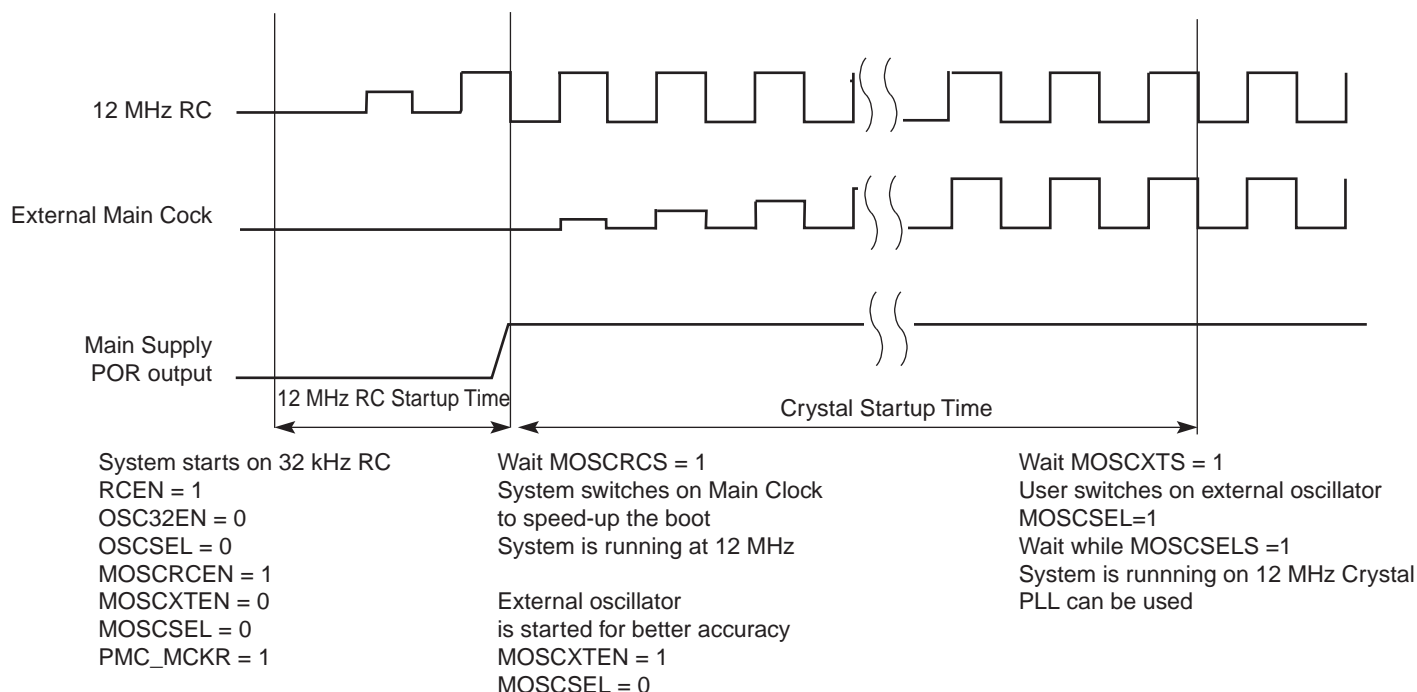 12 MHz RC
External Main Cock
Main Supply
POR output
12 MHz RC Startup Time
Crystal Startup Time
System starts on 32 kHz RC
RCEN = 1
OSC32EN = 0
OSCSEL = 0
MOSCRCEN = 1
MOSCXTEN = 0
MOSCSEL = 0
PMC_MCKR = 1
Wait MOSCRCS = 1
System switches on Main Clock
to speed-up the boot
System is running at 12 MHz
External oscillator
is started for better accuracy
MOSCXTEN = 1
MOSCSEL = 0
Wait MOSCXTS = 1
User switches on external oscillator
MOSCSEL=1
Wait while MOSCSELS =1
System is runnning on 12 MHz Crystal
PLL can be used